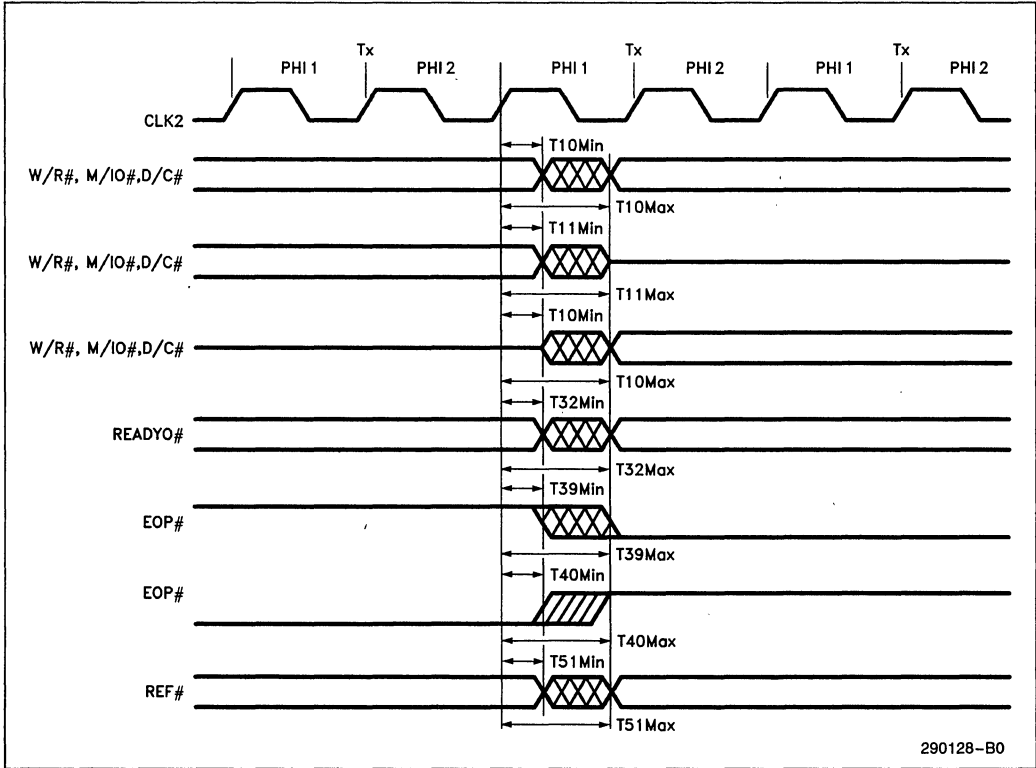 Tx Tx Tx
PHI 1 PHI 2 PHI 1 PHI 2 PHI 1 PHI 2
CLK2
T10Min
W/R#, M/IO#,D/C#
T10Max
T11Min
W/R#, M/IO#,D/C#
T11Max
T10Min
W/R#, M/IO#,D/C#
T10Max
T32Min
READYO#
T32Max
T39Min
EOP#
T39Max
EOP#
T40Min
T40Max
T51Min
REF#
T51Max
290128-B0